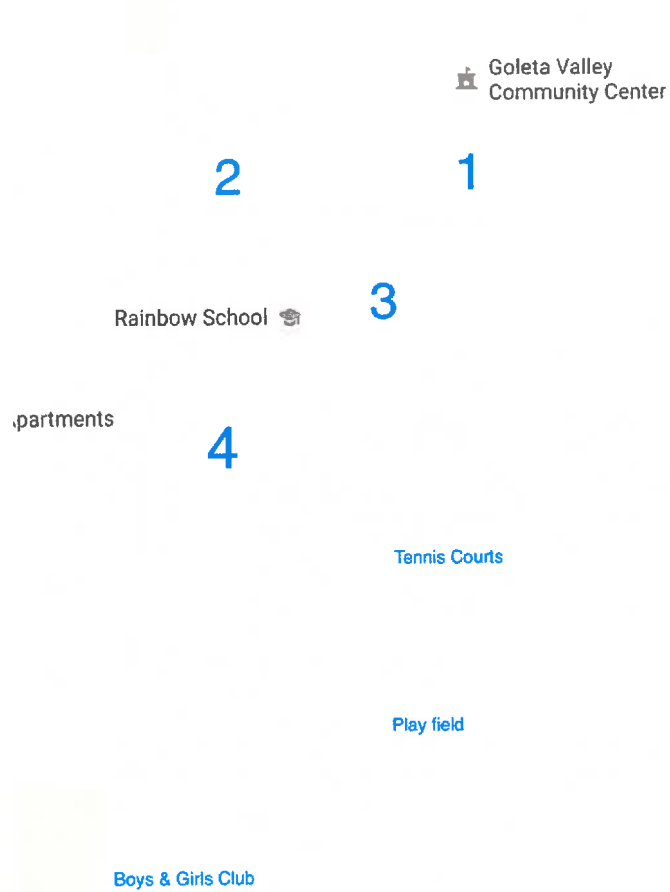 Goleta Valley
Community Center
2
1
3
Rainbow School
partments
4
Tennis Courts
Play field
Boys & Girls Club